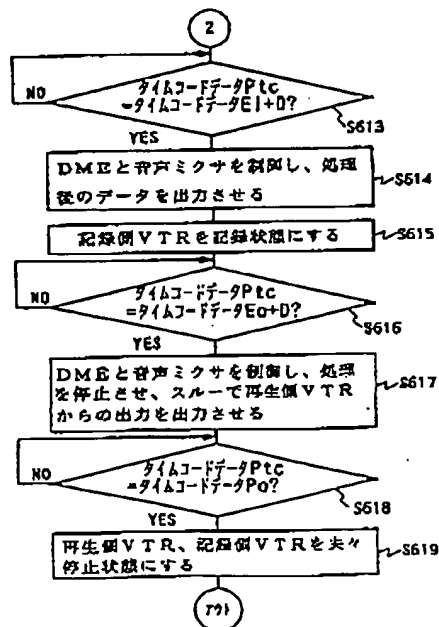 2
タイムコードデータPtc
=タイムコードデータEI+D?
NO
S613
YES
DMEと音声ミクサを制御し、処理
後のデータを出力させる
S614
記録側VTRを記録状態にする
S615
タイムコードデータPtc
=タイムコードデータEo+D?
NO
S616
YES
DMEと音声ミクサを制御し、処理
を停止させ、スルーで再生側VTR
からの出力を出力させる
S617
タイムコードデータPtc
=タイムコードデータPo?
NO
S618
YES
再生側VTR、記録側VTRを夫々
停止状態にする
S619
アウト